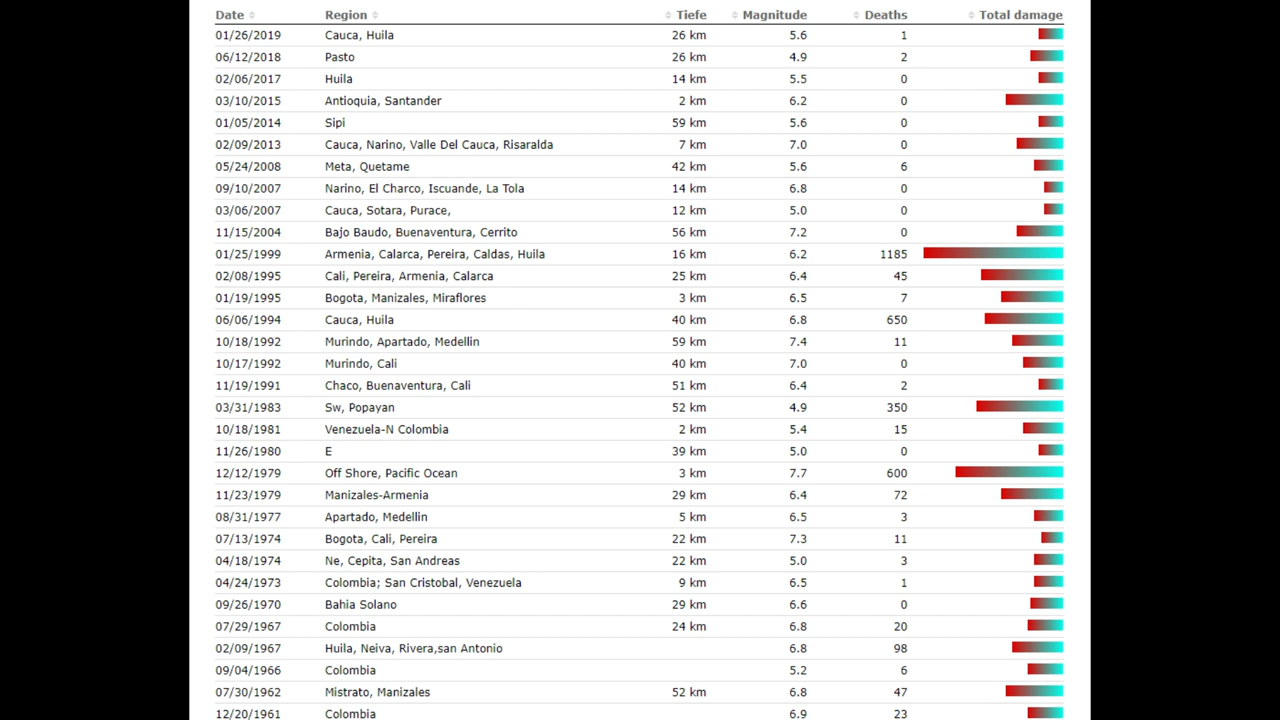 Date Region Tiefe Magnitude Deaths Total damage
01/26/2019 Cauca, Huila 26 km 5.6 1
06/12/2018 Pasto 26 km 4.9 2
02/06/2017 Huila 14 km 5.5 0
03/10/2015 Antioquia, Santander 2 km 6.2 0
01/05/2014 Sipi 59 km 5.6 0
02/09/2013 Cauca, Narino, Valle Del Cauca, Risaralda 7 km 7.0 0
05/24/2008 Meta, Quetame 42 km 5.6 6
09/10/2007 Narino, El Charco, Iscuande, La Tola 14 km 6.8 0
03/06/2007 Cauca, Sotara, Purace, 12 km 5.0 0
11/15/2004 Bajo Baudo, Buenaventura, Cerrito 56 km 7.2 0
01/25/1999 Armenia, Calarca, Pereira, Caldas, Huila 16 km 6.2 1185
02/08/1995 Cali, Pereira, Armenia, Calarca 25 km 6.4 45
01/19/1995 Bogota, Manizales, Miraflores 3 km 6.5 7
06/06/1994 Cauca, Huila 40 km 6.8 650
10/18/1992 Murindo, Apartado, Medellin 59 km 7.4 11
10/17/1992 Murindo, Cali 40 km 7.0 0
11/19/1991 Chaco, Buenaventura, Cali 51 km 6.4 2
03/31/1983 Sw, Popayan 52 km 4.9 350
10/18/1981 Venezuela-N Colombia 2 km 5.4 15
11/26/1980 E 39 km 5.0 0
12/12/1979 Off Shore, Pacific Ocean 3 km 7.7 600
11/23/1979 Manizales-Armenia 29 km 6.4 72
08/31/1977 Apartado, Medellin 5 km 6.5 3
07/13/1974 Bogota, Cali, Pereira 22 km 7.3 11
04/18/1974 Ne, Cepita, San Andreas 22 km 5.0 3
04/24/1973 Colombia; San Cristobal, Venezuela 9 km 6.5 1
09/26/1970 Bahia Solano 29 km 6.6 0
07/29/1967 Colombia 24 km 6.8 20
02/09/1967 Huila, Neiva, Rivera,san Antonio 6.8 98
09/04/1966 Colombia 5.2 6
07/30/1962 Mistrato, Manizales 52 km 6.8 47
12/20/1961 Colombia 6.9 23